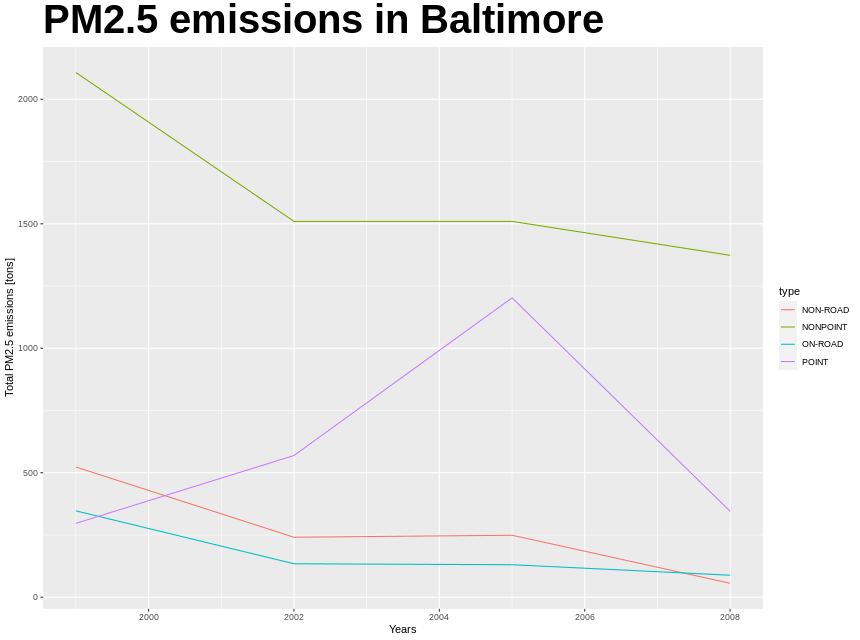 PM2.5 emissions in Baltimore
2000
1500
1000
500
0
Total PM2.5 emissions [tons]
2000
2002
2004
2006
2008
Years
type
NON-ROAD
NONPOINT
ON-ROAD
POINT